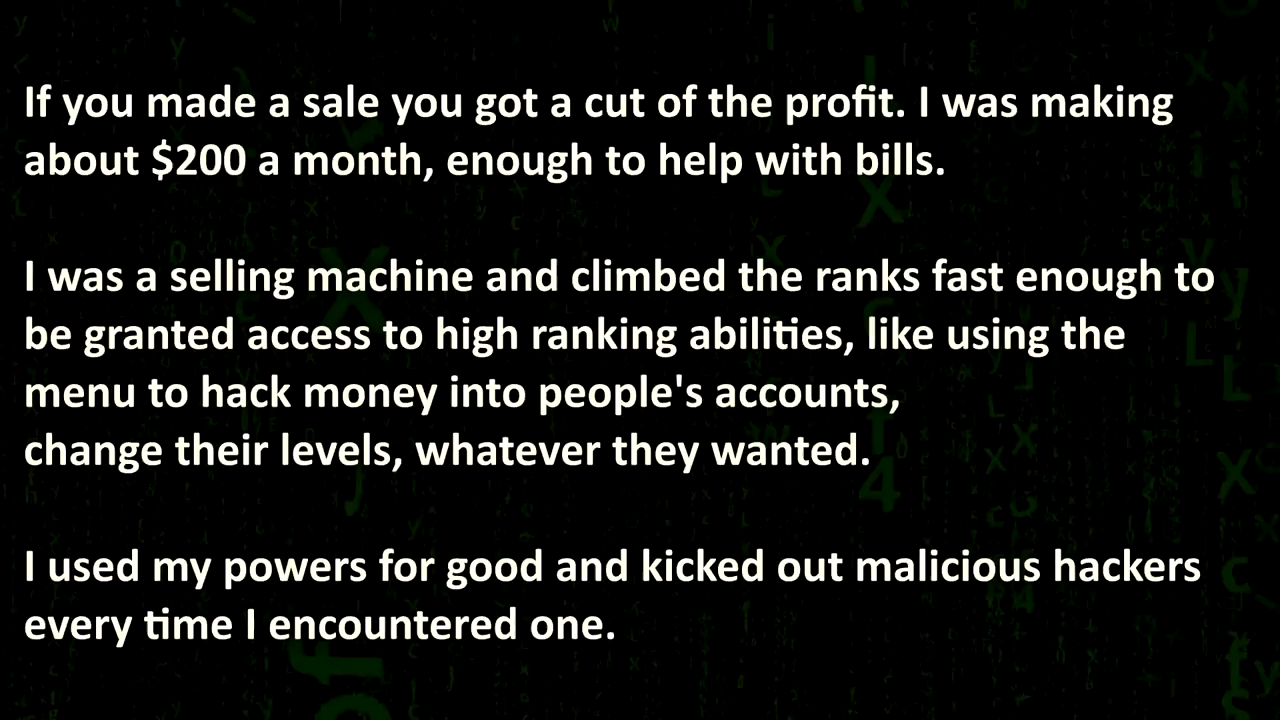 If you made a sale you got a cut of the profit. I was making
about $200 a month, enough to help with bills.
I was a selling machine and climbed the ranks fast enough to
be granted access to high ranking abilities, like using the
menu to hack money into people's accounts,
change their levels, whatever they wanted.
I used my powers for good and kicked out malicious hackers
every time I encountered one.